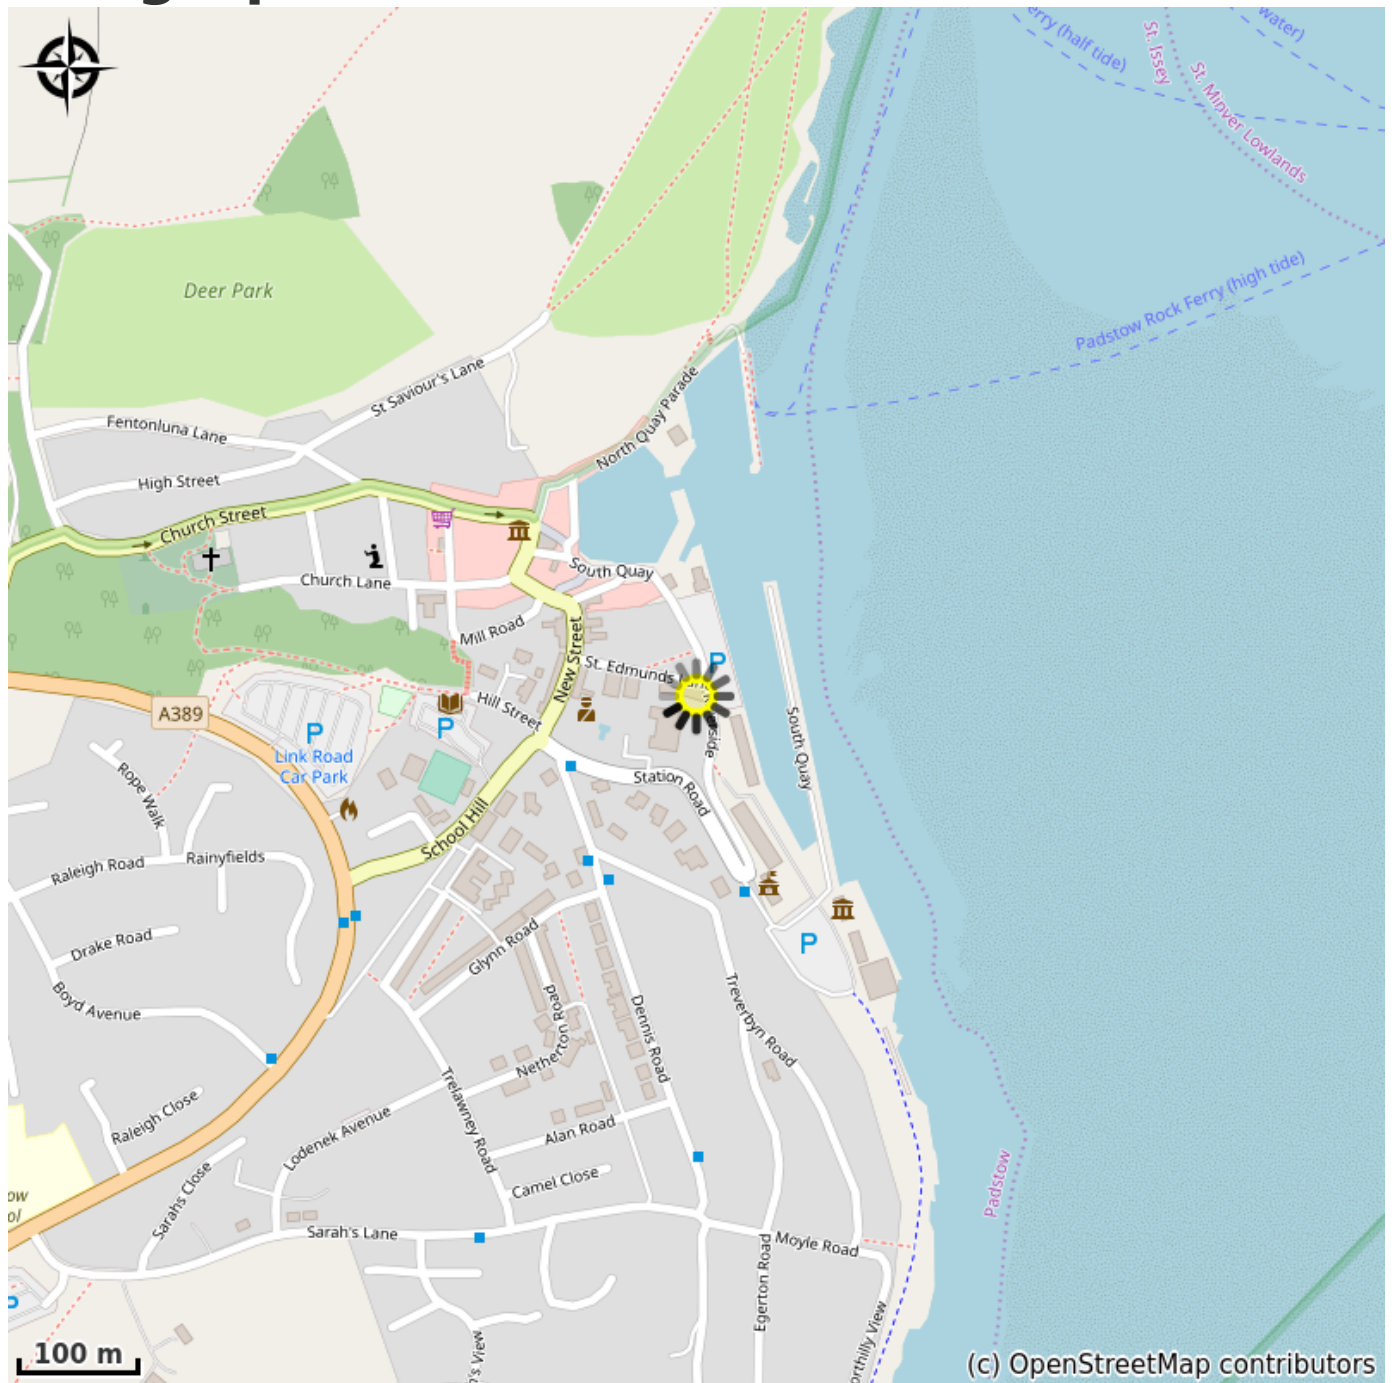 erry (half tide)
water)
St. Issey
St. Minver Lowlands
Deer Park
Padstow Rock Ferry (high tide)
St Saviour's Lane
Fentonluna Lane
North Quay Parade
High Street
Church Street
South Quay
Church Lane
Mill Road
New Street
St. Edmunds
Hill Street
A389
P
P
P
Link Road
Car Park
South Quay
Rope Walk
Station Road
School Hill
Raleigh Road
Rainyfields
Drake Road
Glynn Road
P
Boyd Avenue
Netherton Road
Dennis Road
Treverbyn Road
Trelawney Road
Raleigh Close
Lodenek Avenue
Alan Road
Camel Close
Padstow
Sarahs Close
Sarah's Lane
Moyle Road
Egerton Road
orthilly View
n's View
P
100 m
(c) OpenStreetMap contributors